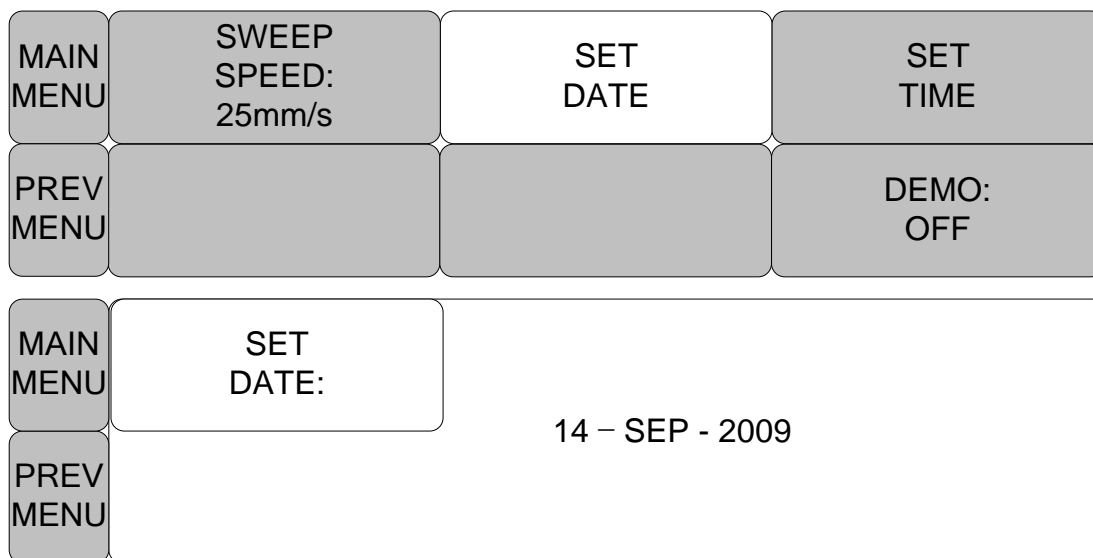 MAIN
MENU
SWEEP
SPEED:
25mm/s
SET
DATE
SET
TIME
PREV
MENU
DEMO:
OFF
MAIN
MENU
SET
DATE:
14 – SEP - 2009
PREV
MENU